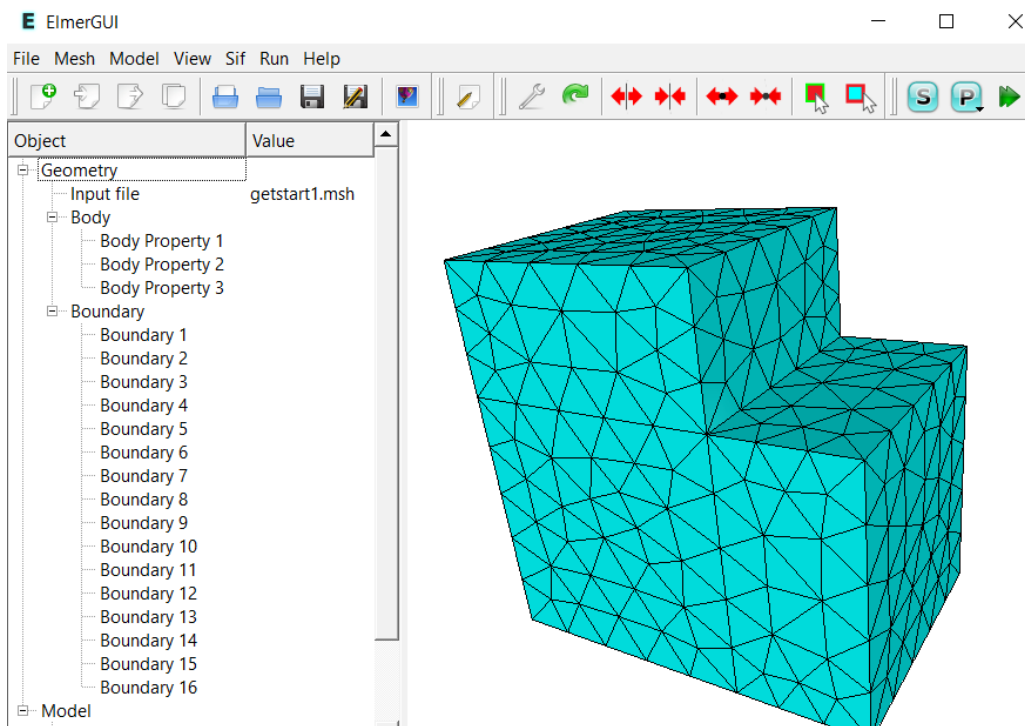 E ElmerGUI
File Mesh Model View Sif Run Help
S P
Object Value
Geometry
Input file getstart1.msh
Body
Body Property 1
Body Property 2
Body Property 3
Boundary
Boundary 1
Boundary 2
Boundary 3
Boundary 4
Boundary 5
Boundary 6
Boundary 7
Boundary 8
Boundary 9
Boundary 10
Boundary 11
Boundary 12
Boundary 13
Boundary 14
Boundary 15
Boundary 16
Model